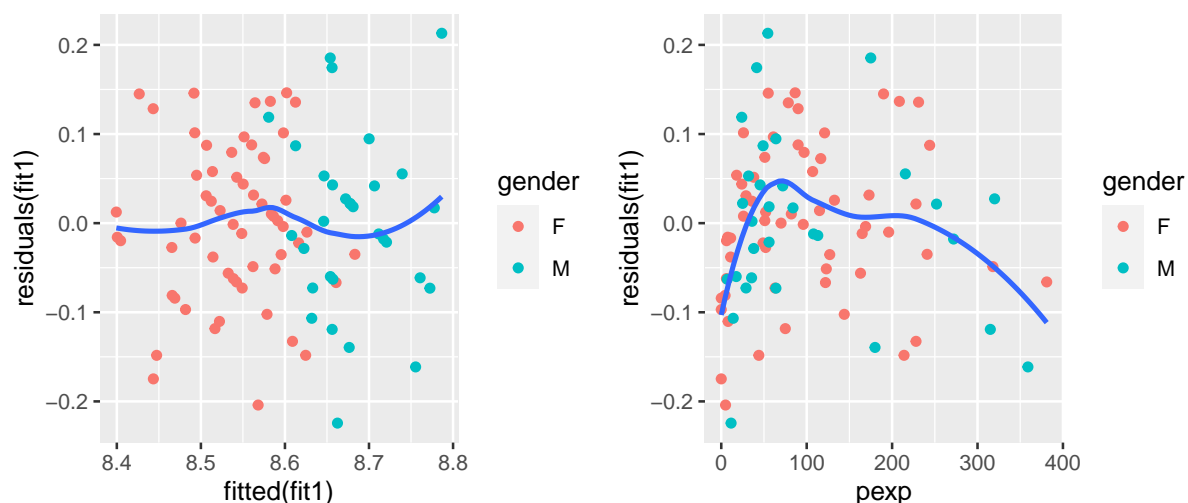 0.2
0.1
0.0
−0.1
−0.2
8.4 8.5 8.6 8.7 8.8
fitted(fit1)
residuals(fit1)
gender
F
M
0.2
0.1
0.0
−0.1
−0.2
0 100 200 300 400
pexp
residuals(fit1)
gender
F
M